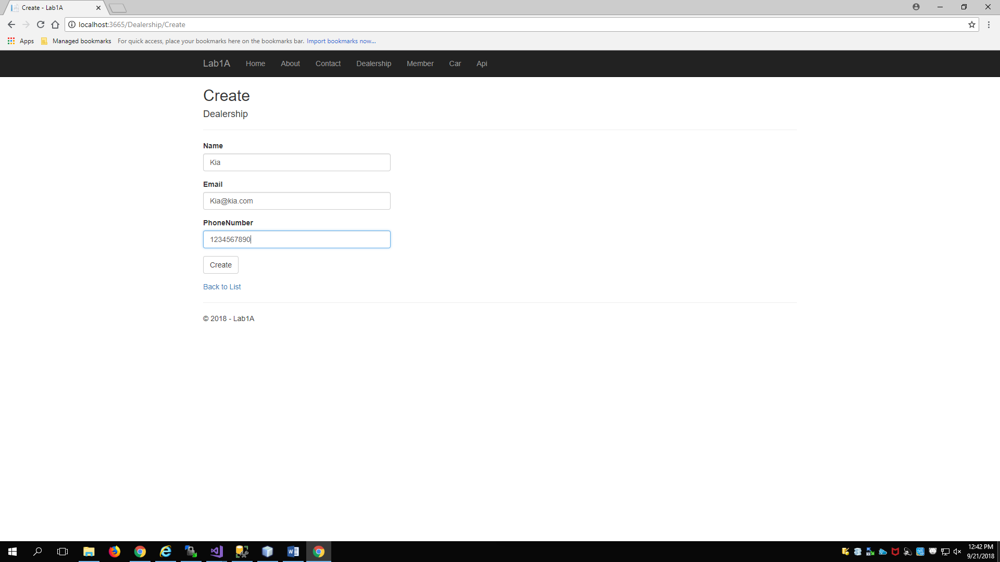 Create - Lab1A
localhost:3665/Dealership/Create
Apps Managed bookmarks For quick access, place your bookmarks here on the bookmarks bar. Import bookmarks now...
Lab1A Home About Contact Dealership Member Car Api
Create
Dealership
Name
Kia
Email
Kia@kia.com
PhoneNumber
1234567890
Create
Back to List
© 2018 - Lab1A
12:42 PM
9/21/2018